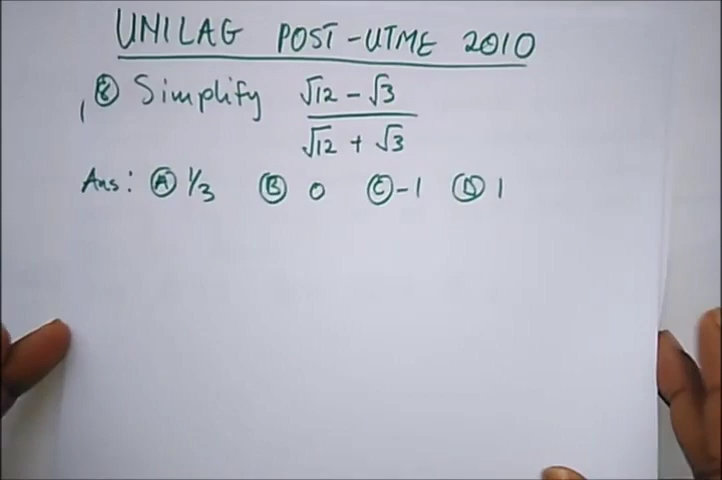 UNILAG POST-UTME 2010
⑧ Simplify √12 - √3
√12 + √3
Ans: Ⓐ 1/3 Ⓑ 0 Ⓒ -1 Ⓓ 1